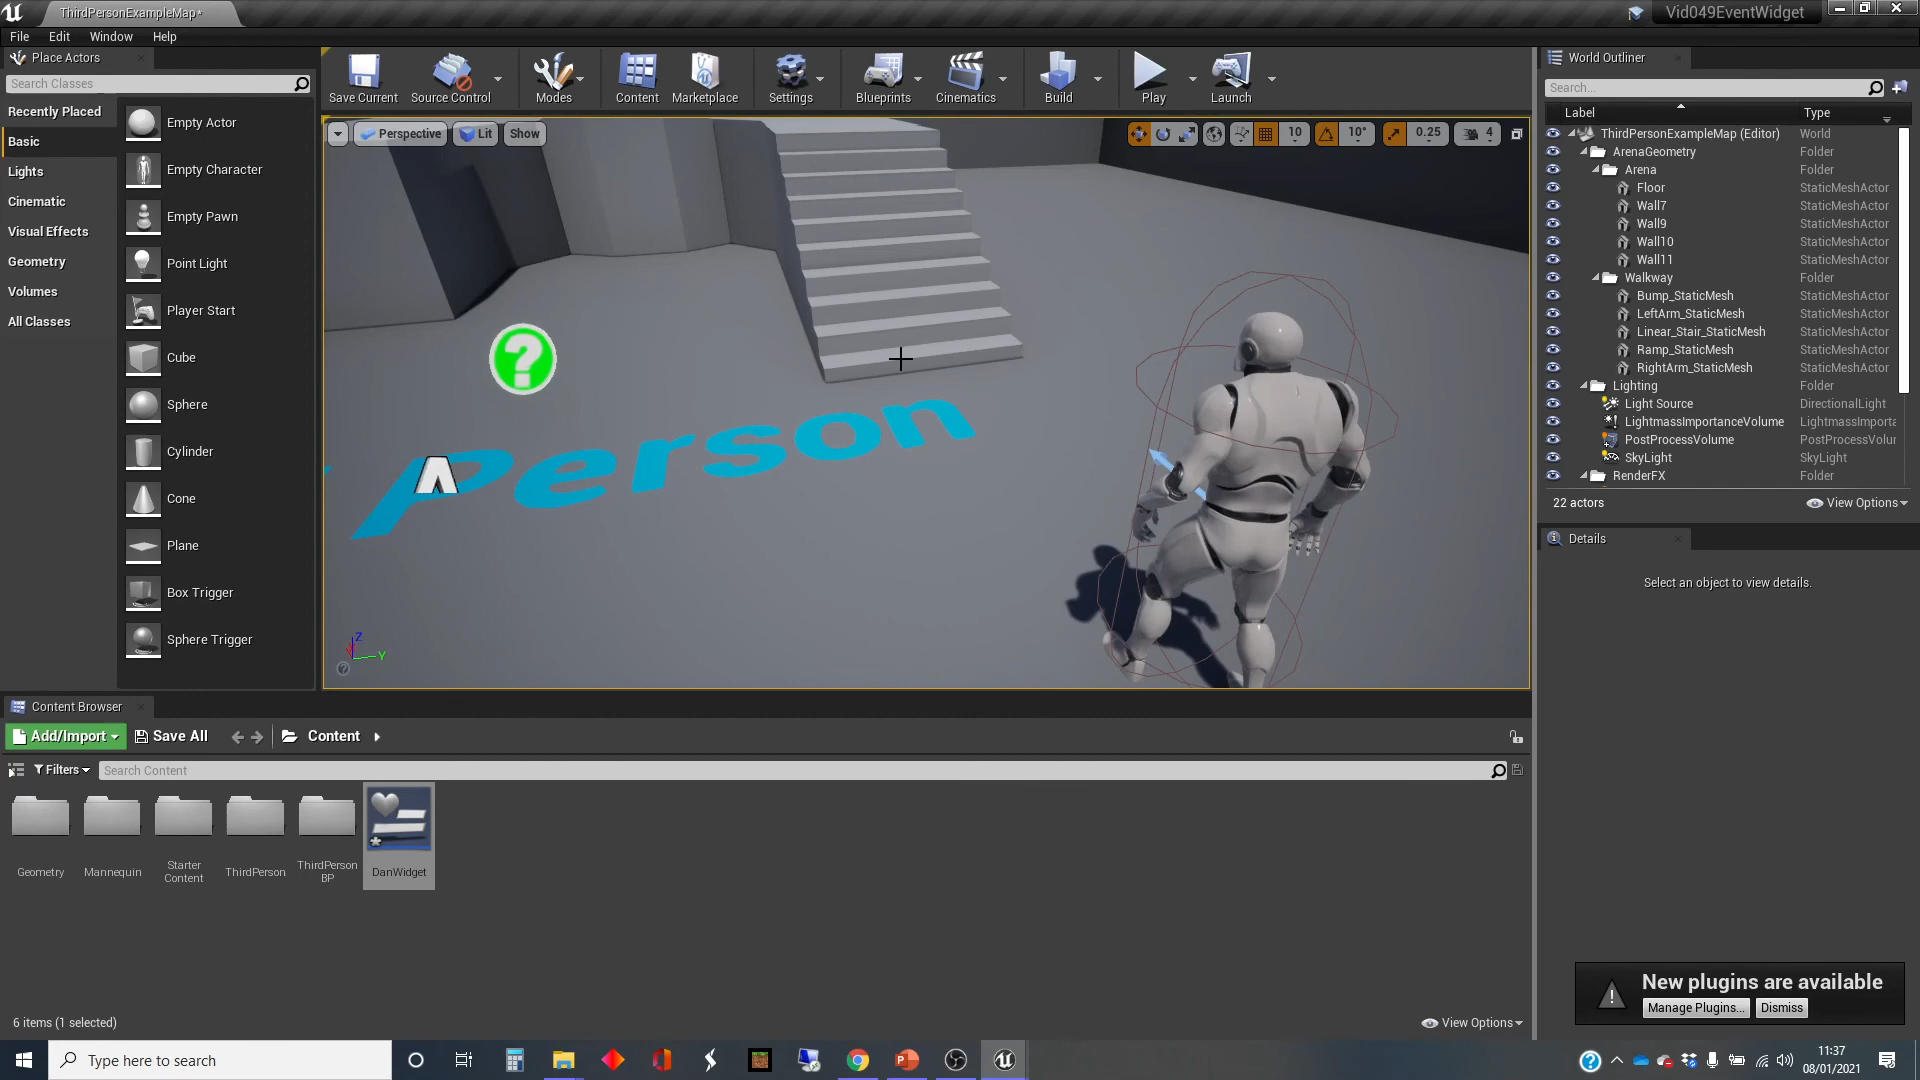 ThirdPersonExampleMap*
Vid049EventWidget
File Edit Window Help
Place Actors
Search Classes
Recently Placed
Basic
Lights
Cinematic
Visual Effects
Geometry
Volumes
All Classes
Empty Actor
Empty Character
Empty Pawn
Point Light
Player Start
Cube
Sphere
Cylinder
Cone
Plane
Box Trigger
Sphere Trigger
Save Current Source Control Modes Content Marketplace Settings Blueprints Cinematics Build Play Launch
Perspective Lit Show
10 10° 0.25 4
?
Person
Z
Y
World Outliner
Search...
Label Type
ThirdPersonExampleMap (Editor) World
ArenaGeometry Folder
Arena Folder
Floor StaticMeshActor
Wall7 StaticMeshActor
Wall9 StaticMeshActor
Wall10 StaticMeshActor
Wall11 StaticMeshActor
Walkway Folder
Bump_StaticMesh StaticMeshActor
LeftArm_StaticMesh StaticMeshActor
Linear_Stair_StaticMesh StaticMeshActor
Ramp_StaticMesh StaticMeshActor
RightArm_StaticMesh StaticMeshActor
Lighting Folder
Light Source DirectionalLight
LightmassImportanceVolume LightmassImporta
PostProcessVolume PostProcessVolur
SkyLight SkyLight
RenderFX Folder
22 actors View Options
Details
Select an object to view details.
Content Browser
Add/Import Save All Content
Filters Search Content
Geometry
Mannequin
Starter
Content
ThirdPerson
ThirdPerson
BP
DanWidget
6 items (1 selected) View Options
New plugins are available
Manage Plugins... Dismiss
Type here to search
11:37
08/01/2021